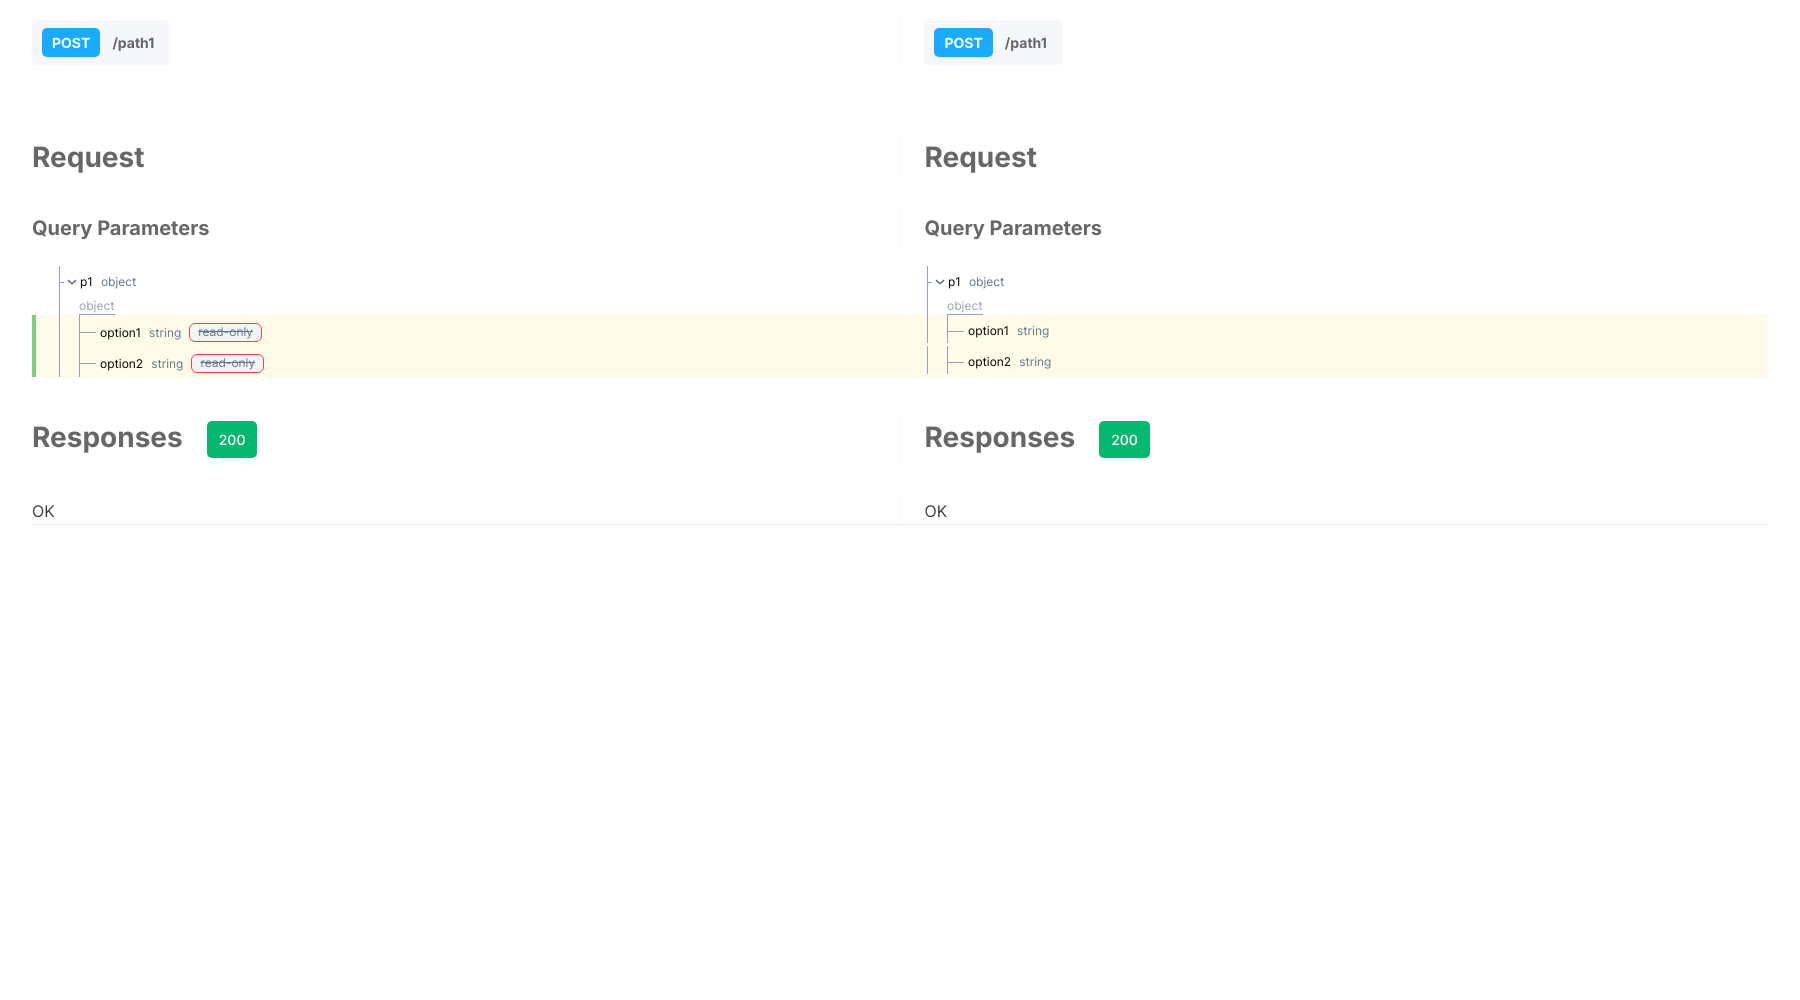 POST /path1
Request
Query Parameters
p1 object
object
option1 string read-only
option2 string read-only
Responses 200
OK
POST /path1
Request
Query Parameters
p1 object
object
option1 string
option2 string
Responses 200
OK